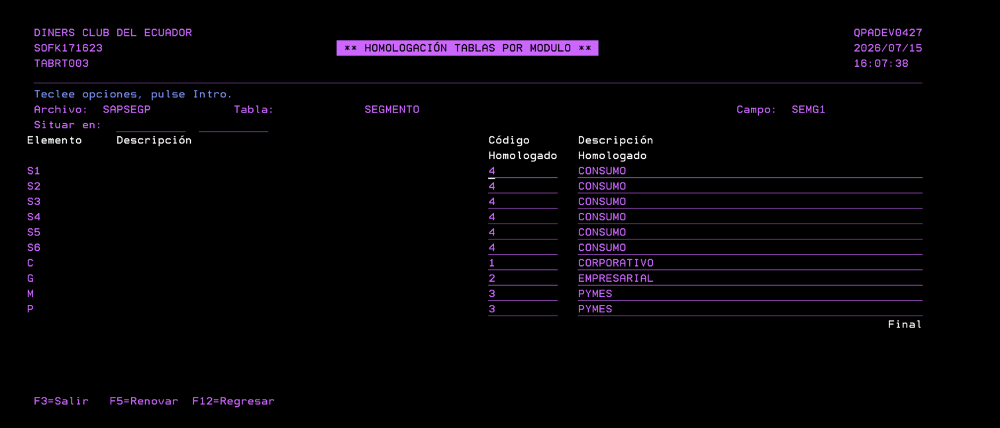 DINERS CLUB DEL ECUADOR QPADEV0427
SOFK171623 ** HOMOLOGACIÓN TABLAS POR MODULO ** 2026/07/15
TABRT003 16:07:38
Teclee opciones, pulse Intro.
Archivo: SAPSEGP Tabla: SEGMENTO Campo: SEMG1
Situar en:
Elemento Descripción Código Descripción
Homologado Homologado
S1 4 CONSUMO
S2 4 CONSUMO
S3 4 CONSUMO
S4 4 CONSUMO
S5 4 CONSUMO
S6 4 CONSUMO
C 1 CORPORATIVO
G 2 EMPRESARIAL
M 3 PYMES
P 3 PYMES
Final
F3=Salir F5=Renovar F12=Regresar